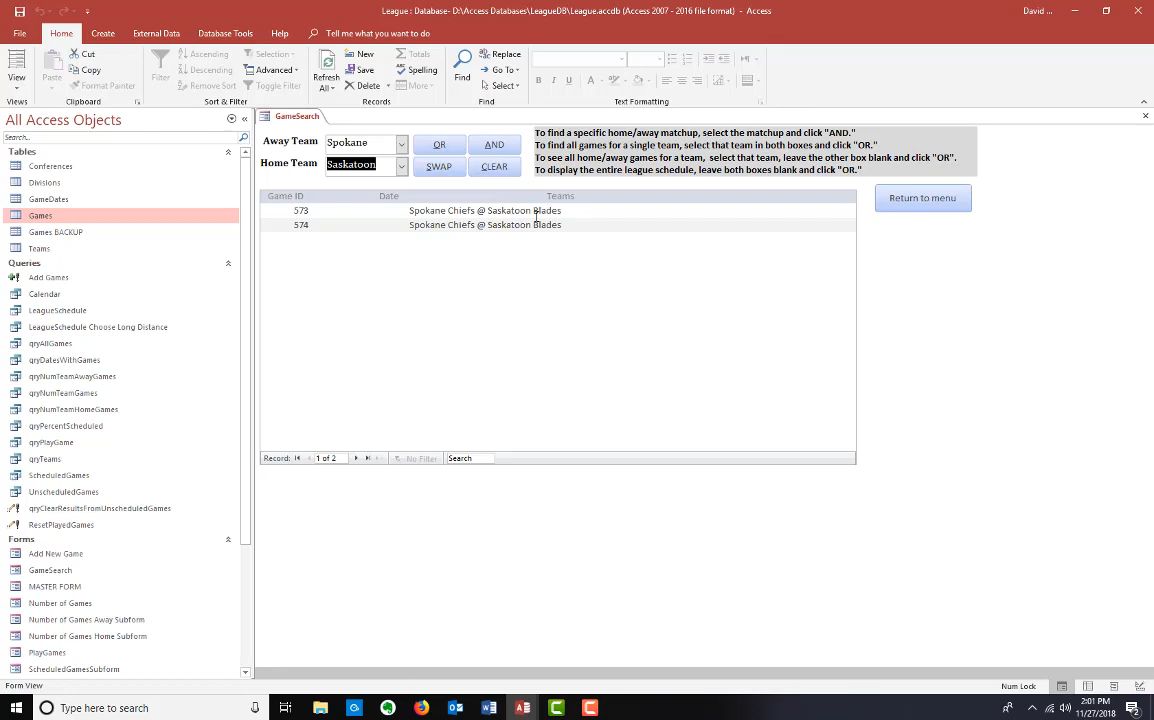 League : Database- D:\Access Databases\LeagueDB\League.accdb (Access 2007 - 2016 file format) - Access
David ...
File
Home
Create
External Data
Database Tools
Help
Tell me what you want to do
View
Views
Paste
Cut
Copy
Format Painter
Clipboard
Filter
Ascending
Descending
Remove Sort
Selection
Advanced
Toggle Filter
Sort & Filter
Refresh All
New
Save
Delete
Totals
Spelling
More
Records
Find
Replace
Go To
Select
Find
B I U
Text Formatting
All Access Objects
Search...
Tables
Conferences
Divisions
GameDates
Games
Games BACKUP
Teams
Queries
Add Games
Calendar
LeagueSchedule
LeagueSchedule Choose Long Distance
qryAllGames
qryDatesWithGames
qryNumTeamAwayGames
qryNumTeamGames
qryNumTeamHomeGames
qryPercentScheduled
qryPlayGame
qryTeams
ScheduledGames
UnscheduledGames
qryClearResultsFromUnscheduledGames
ResetPlayedGames
Forms
Add New Game
GameSearch
MASTER FORM
Number of Games
Number of Games Away Subform
Number of Games Home Subform
PlayGames
ScheduledGamesSubform
GameSearch
Away Team Spokane OR AND
Home Team Saskatoon SWAP CLEAR
To find a specific home/away matchup, select the matchup and click "AND."
To find all games for a single team, select that team in both boxes and click "OR."
To see all home/away games for a team, select that team, leave the other box blank and click "OR".
To display the entire league schedule, leave both boxes blank and click "OR."
Return to menu
Game ID Date Teams
573 Spokane Chiefs @ Saskatoon Blades
574 Spokane Chiefs @ Saskatoon Blades
Record: 1 of 2 No Filter Search
Form View
Num Lock
Type here to search
2:01 PM
11/27/2018
2